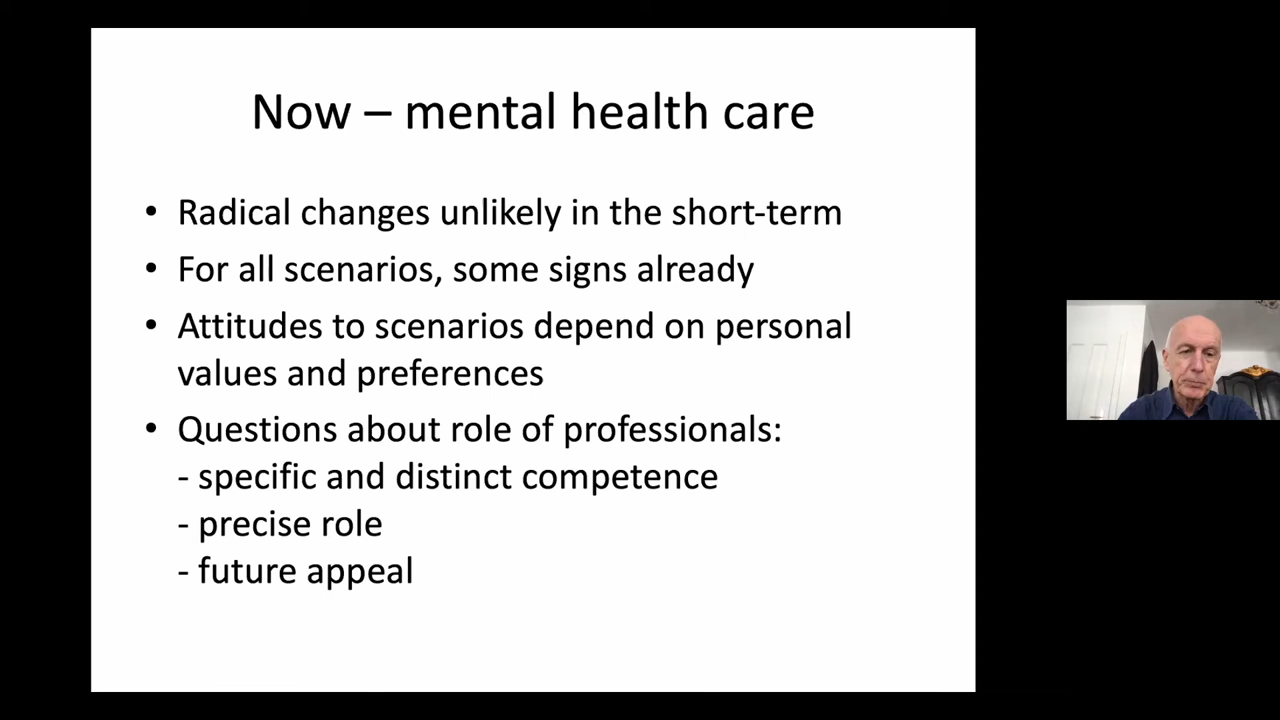 Now – mental health care
• Radical changes unlikely in the short-term
• For all scenarios, some signs already
• Attitudes to scenarios depend on personal
values and preferences
• Questions about role of professionals:
- specific and distinct competence
- precise role
- future appeal